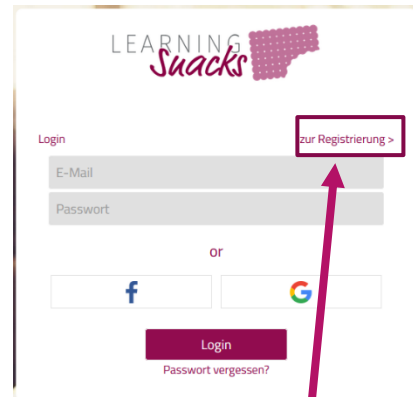 LEARNING
Snacks
Login zur Registrierung >
E-Mail
Passwort
or
f G
Login
Passwort vergessen?